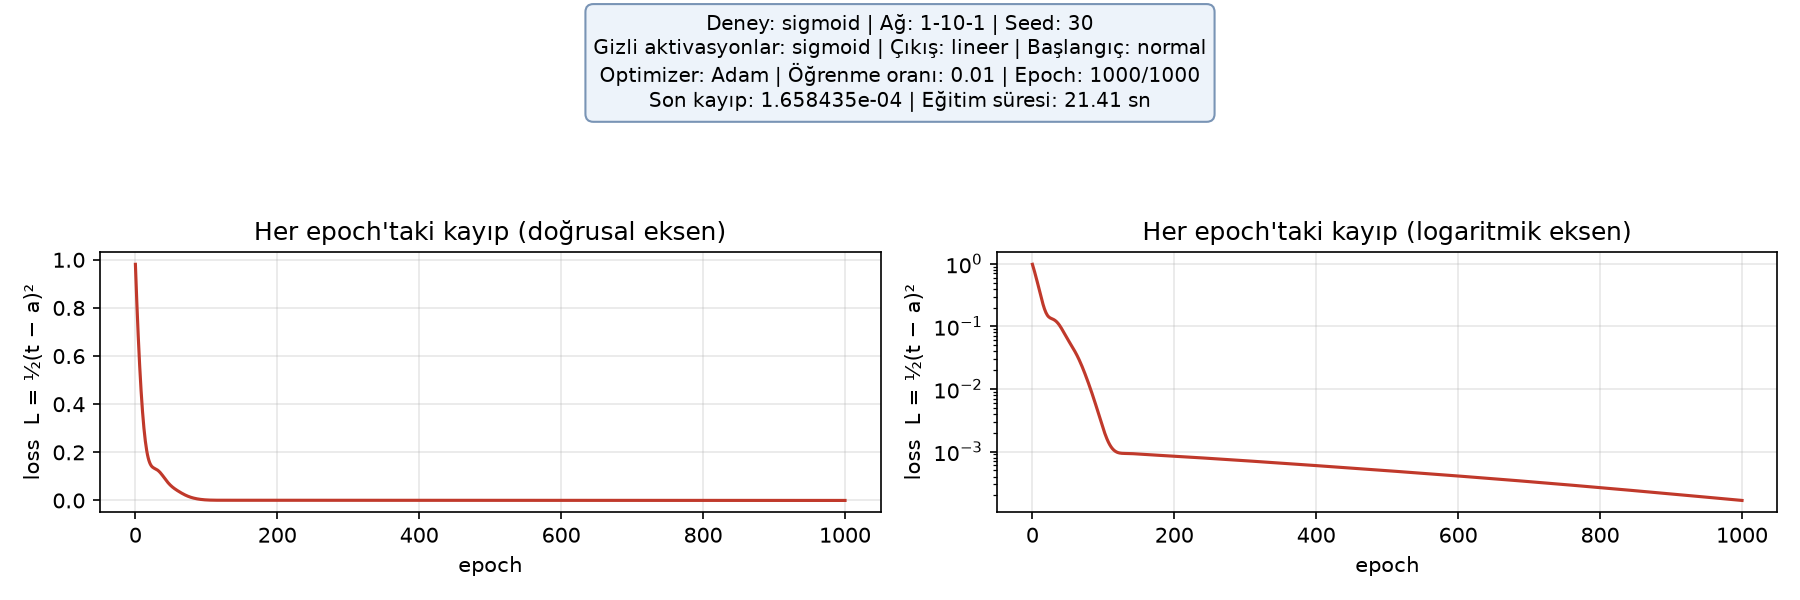 Deney: sigmoid | Ağ: 1-10-1 | Seed: 30
Gizli aktivasyonlar: sigmoid | Çıkış: lineer | Başlangıç: normal
Optimizer: Adam | Öğrenme oranı: 0.01 | Epoch: 1000/1000
Son kayıp: 1.658435e-04 | Eğitim süresi: 21.41 sn
Her epoch'taki kayıp (doğrusal eksen)
loss L = ½(t − a)²
1.0
0.8
0.6
0.4
0.2
0.0
0 200 400 600 800 1000
epoch
Her epoch'taki kayıp (logaritmik eksen)
loss L = ½(t − a)²
10⁰
10⁻¹
10⁻²
10⁻³
0 200 400 600 800 1000
epoch